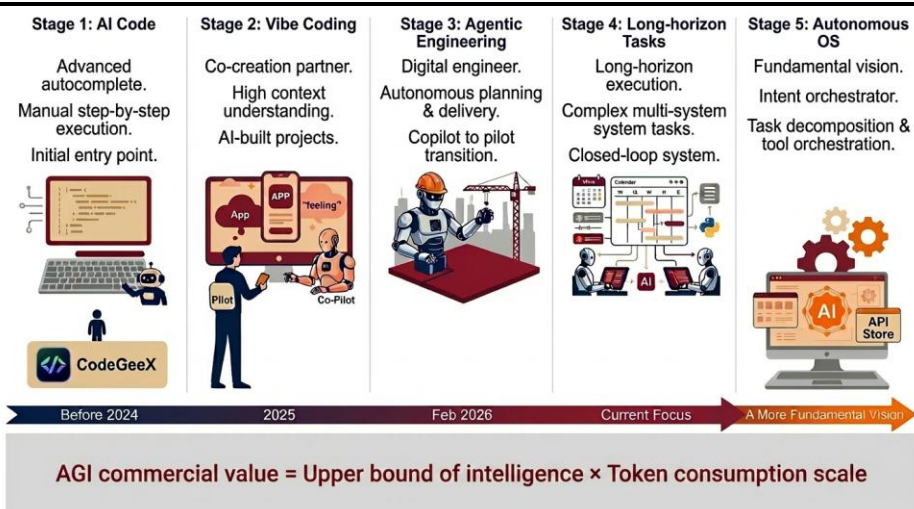 Stage 1: AI Code
Advanced
autocomplete.
Manual step-by-step
execution.
Initial entry point.
CodeGeeX
Stage 2: Vibe Coding
Co-creation partner.
High context
understanding.
AI-built projects.
App
APP
"feeling"
Pilot
Co-Pilot
Stage 3: Agentic
Engineering
Digital engineer.
Autonomous planning
& delivery.
Copilot to pilot
transition.
Stage 4: Long-horizon
Tasks
Long-horizon
execution.
Complex multi-system
system tasks.
Closed-loop system.
Calender
AI
Stage 5: Autonomous
OS
Fundamental vision.
Intent orchestrator.
Task decomposition &
tool orchestration.
AI
API
Store
Before 2024
2025
Feb 2026
Current Focus
A More Fundamental Vision
AGI commercial value = Upper bound of intelligence × Token consumption scale